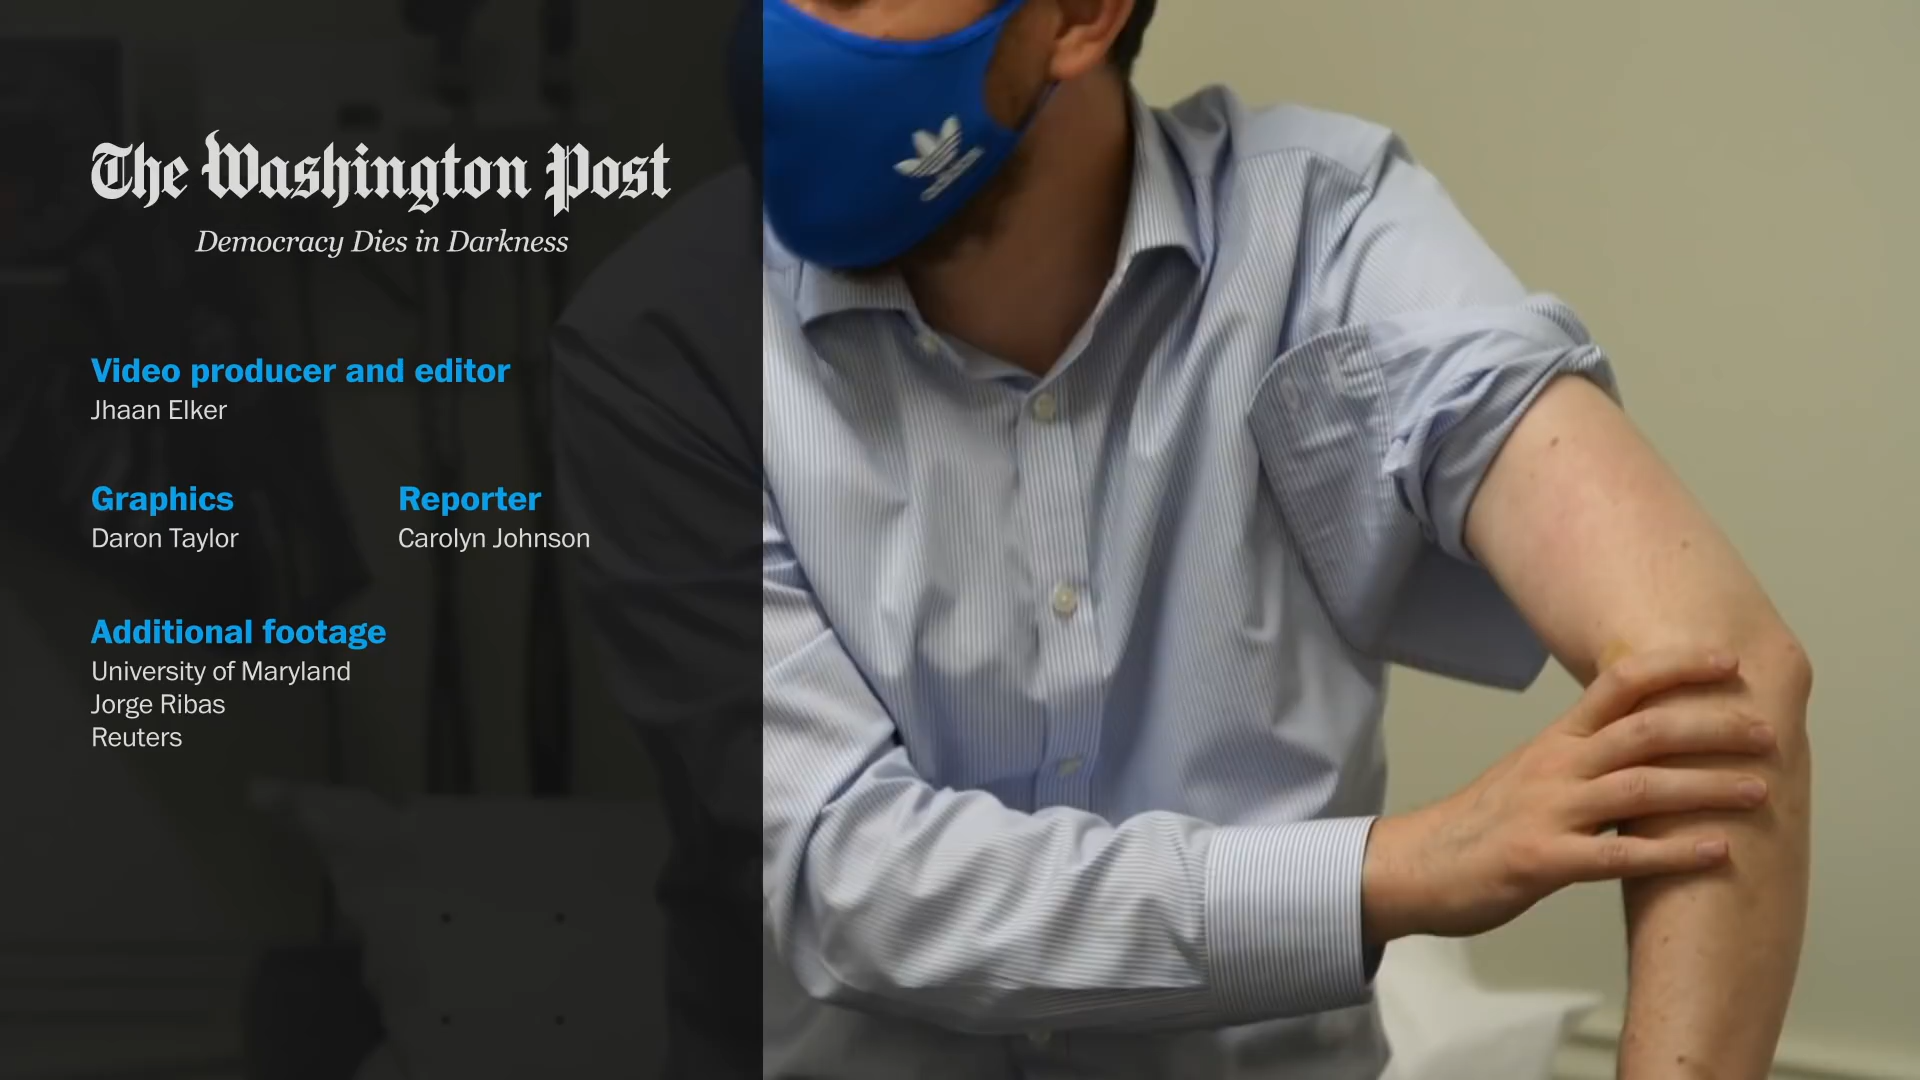 The Washington Post
Democracy Dies in Darkness
Video producer and editor
Jhaan Elker
Graphics
Daron Taylor
Reporter
Carolyn Johnson
Additional footage
University of Maryland
Jorge Ribas
Reuters
adidas